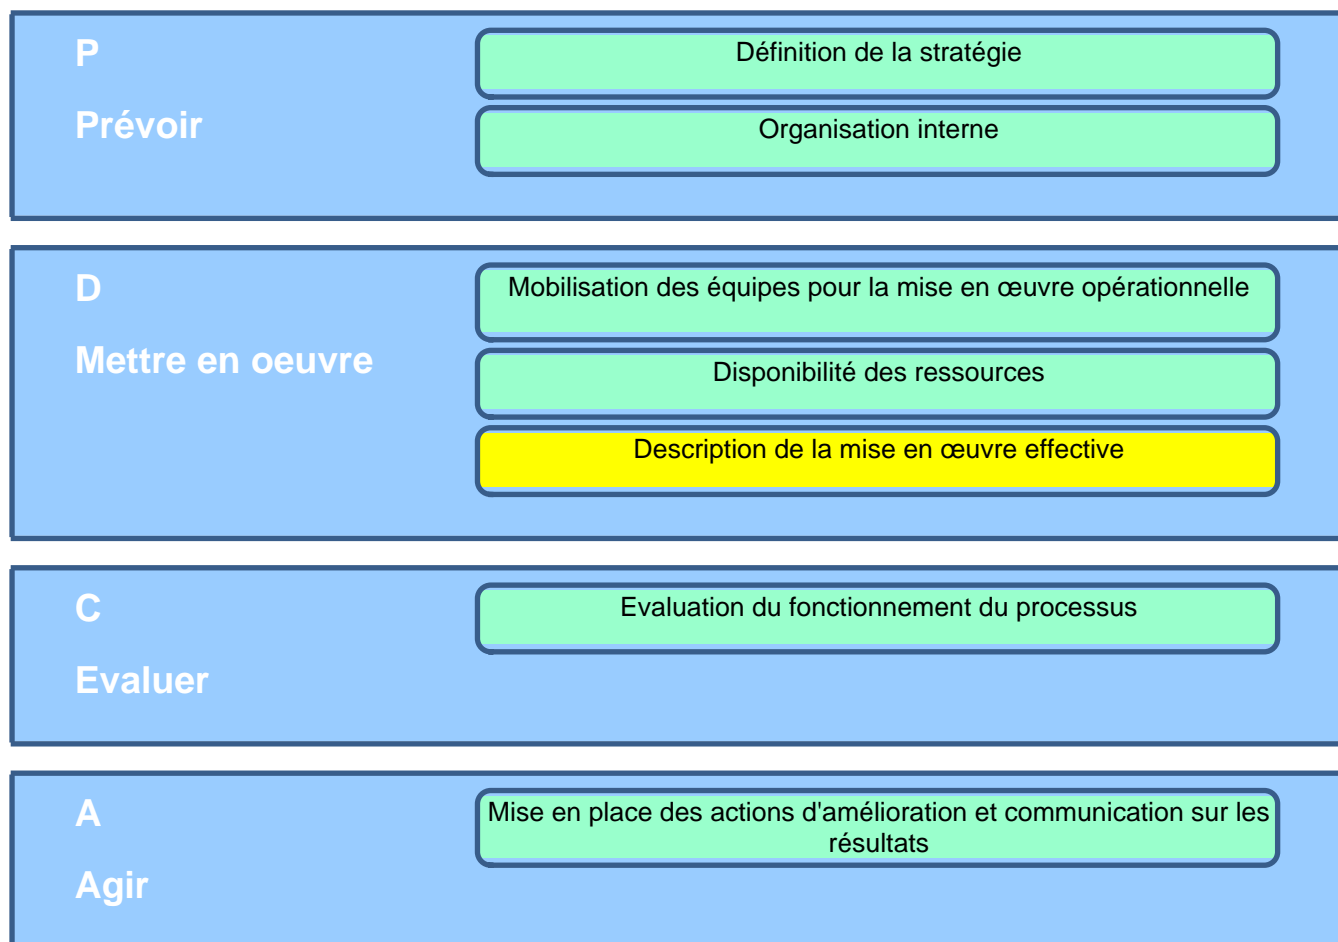 P
Définition de la stratégie
Prévoir
Organisation interne
D
Mobilisation des équipes pour la mise en œuvre opérationnelle
Mettre en oeuvre
Disponibilité des ressources
Description de la mise en œuvre effective
C
Evaluation du fonctionnement du processus
Evaluer
A
Mise en place des actions d'amélioration et communication sur les
résultats
Agir